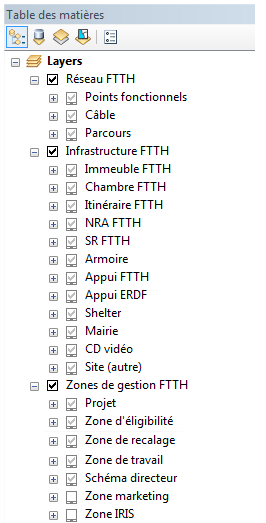 Table des matières
Layers
Réseau FTTH
Points fonctionnels
Câble
Parcours
Infrastructure FTTH
Immeuble FTTH
Chambre FTTH
Itinéraire FTTH
NRA FTTH
SR FTTH
Armoire
Appui FTTH
Appui ERDF
Shelter
Mairie
CD vidéo
Site (autre)
Zones de gestion FTTH
Projet
Zone d'éligibilité
Zone de recalage
Zone de travail
Schéma directeur
Zone marketing
Zone IRIS